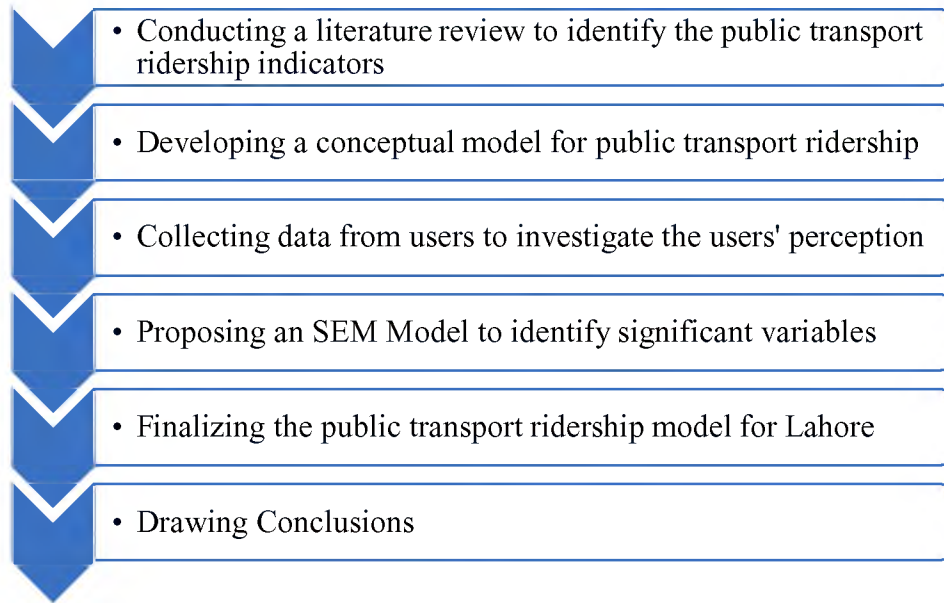 • Conducting a literature review to identify the public transport
ridership indicators
• Developing a conceptual model for public transport ridership
• Collecting data from users to investigate the users' perception
• Proposing an SEM Model to identify significant variables
• Finalizing the public transport ridership model for Lahore
• Drawing Conclusions